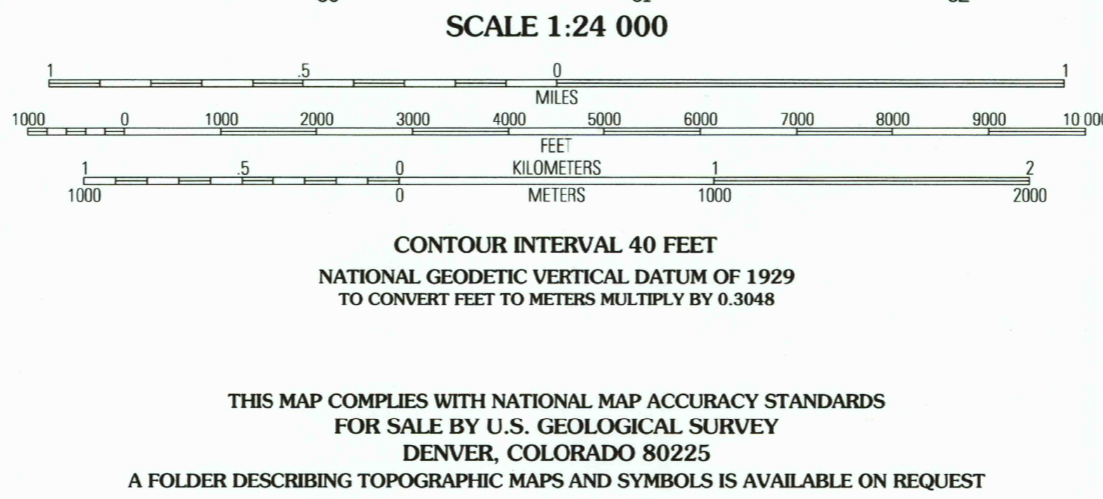 SCALE 1:24 000
1 .5 0 1
MILES
1000 0 1000 2000 3000 4000 5000 6000 7000 8000 9000 10 000
FEET
1 .5 0 KILOMETERS 1 2
1000 0 METERS 1000 2000
CONTOUR INTERVAL 40 FEET
NATIONAL GEODETIC VERTICAL DATUM OF 1929
TO CONVERT FEET TO METERS MULTIPLY BY 0.3048
THIS MAP COMPLIES WITH NATIONAL MAP ACCURACY STANDARDS
FOR SALE BY U.S. GEOLOGICAL SURVEY
DENVER, COLORADO 80225
A FOLDER DESCRIBING TOPOGRAPHIC MAPS AND SYMBOLS IS AVAILABLE ON REQUEST